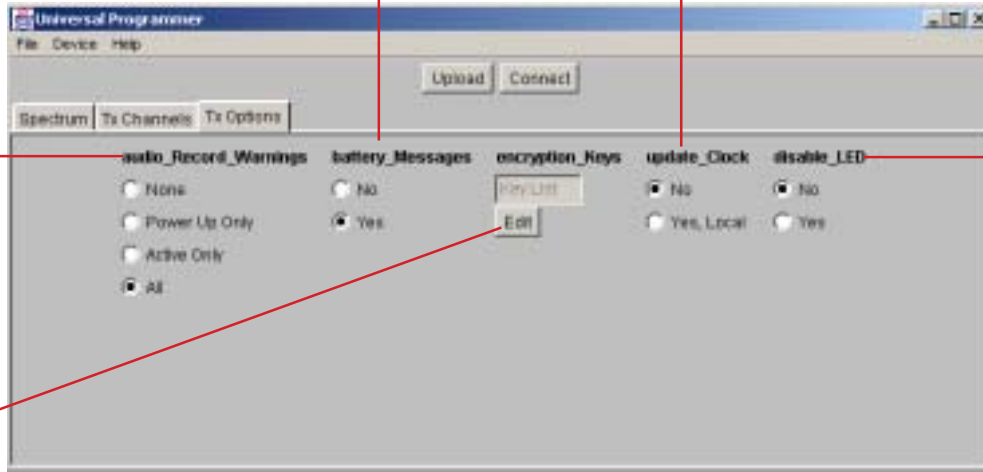 Universal Programmer
File Device Help
Upload Connect
Spectrum Tx Channels Tx Options
audio_Record_Warnings battery_Messages encryption_Keys update_Clock disable_LED
None No Key List No No
Power Up Only Yes Edit Yes, Local Yes
Active Only
All